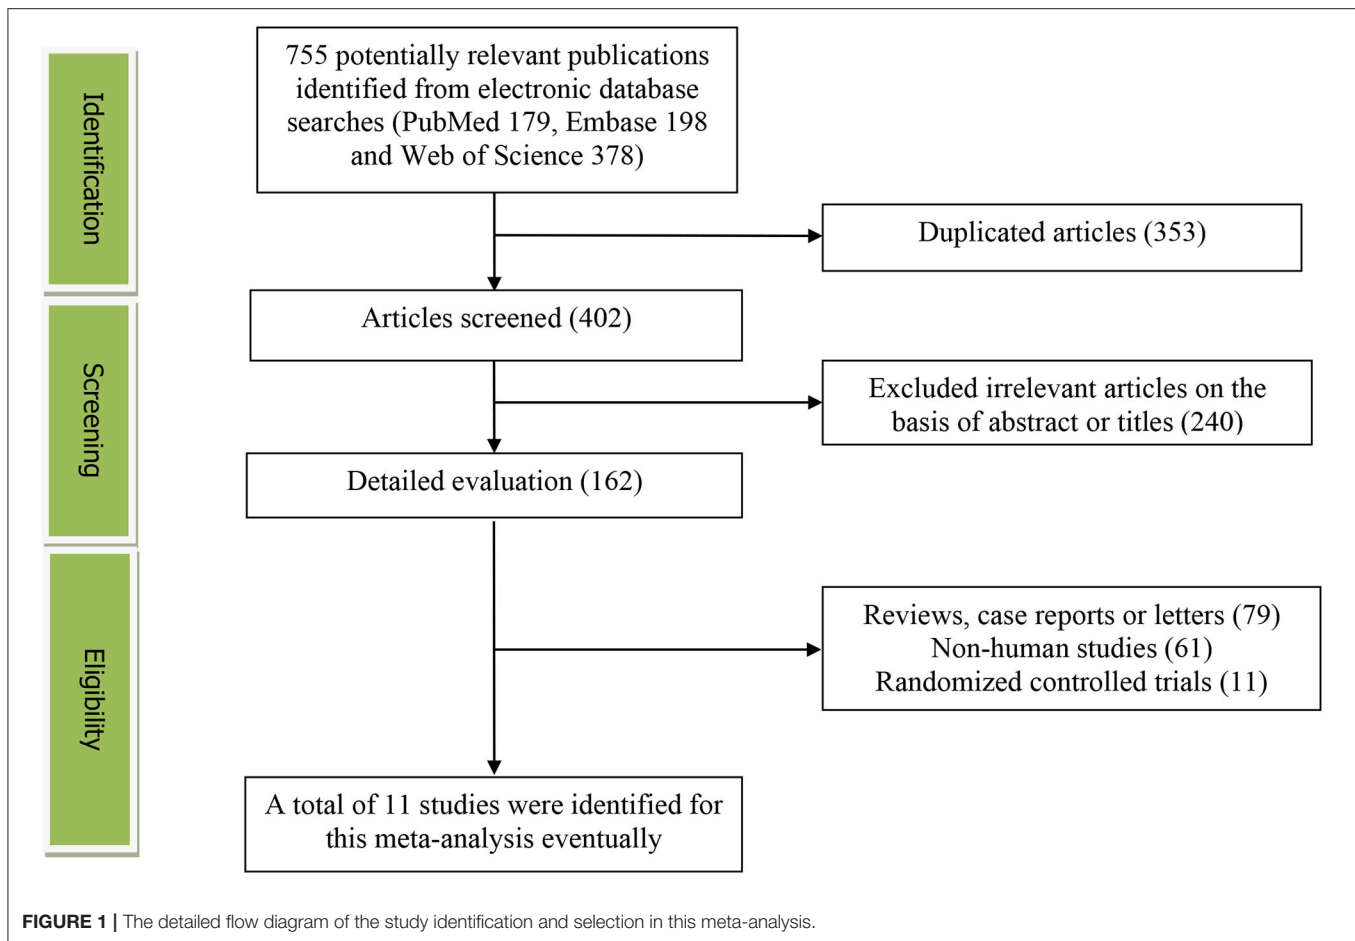 Identification
755 potentially relevant publications
identified from electronic database
searches (PubMed 179, Embase 198
and Web of Science 378)
Duplicated articles (353)
Screening
Articles screened (402)
Excluded irrelevant articles on the
basis of abstract or titles (240)
Detailed evaluation (162)
Eligibility
Reviews, case reports or letters (79)
Non-human studies (61)
Randomized controlled trials (11)
A total of 11 studies were identified for
this meta-analysis eventually
FIGURE 1 | The detailed flow diagram of the study identification and selection in this meta-analysis.